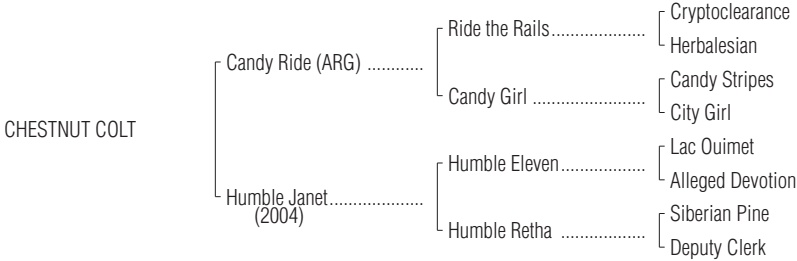 Cryptoclearance
Ride the Rails.....................
Herbalesian
Candy Ride (ARG) ............
Candy Stripes
Candy Girl .........................
City Girl
CHESTNUT COLT
Lac Ouimet
Humble Eleven...................
Alleged Devotion
Humble Janet....................
(2004)
Siberian Pine
Humble Retha ...................
Deputy Clerk